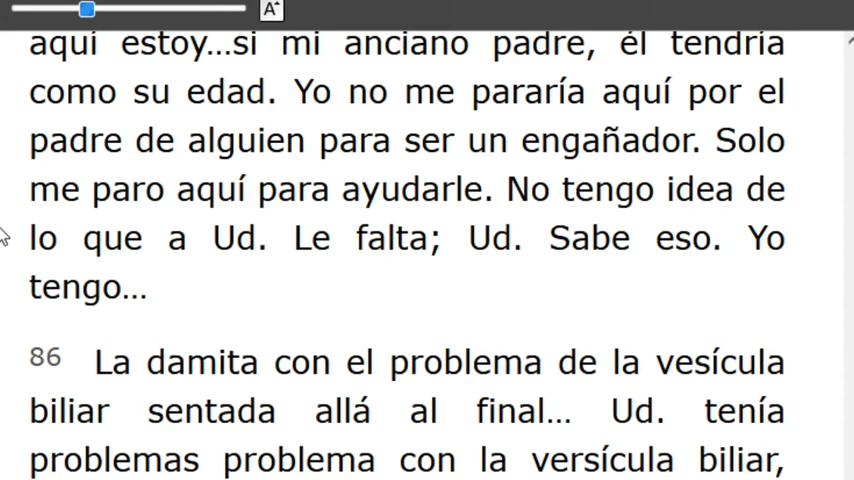 A
aquí estoy…si mi anciano padre, él tendría
como su edad. Yo no me pararía aquí por el
padre de alguien para ser un engañador. Solo
me paro aquí para ayudarle. No tengo idea de
lo que a Ud. Le falta; Ud. Sabe eso. Yo
tengo…
86 La damita con el problema de la vesícula
biliar sentada allá al final… Ud. tenía
problemas problema con la versícula biliar,